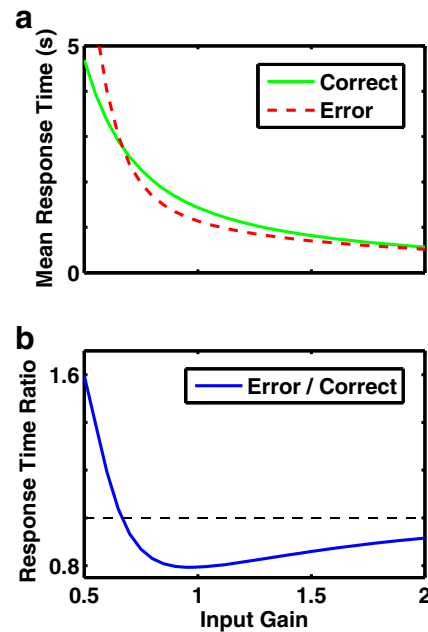 a
Mean Response Time (s)
5
0
Correct
Error
b
Response Time Ratio
1.6
0.8
Error / Correct
0.5
1
1.5
2
Input Gain